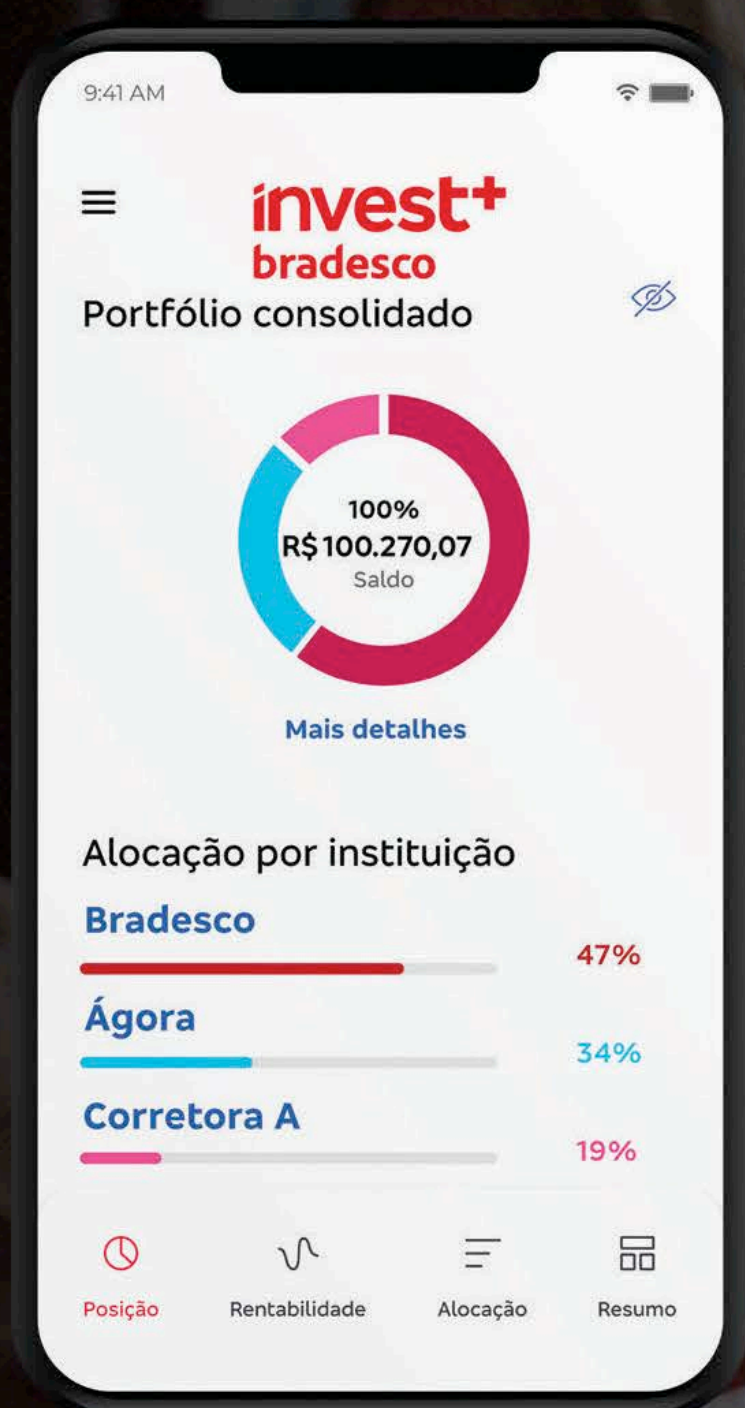 9:41 AM
invest+
bradesco
Portfólio consolidado
100%
R$ 100.270,07
Saldo
Mais detalhes
Alocação por instituição
Bradesco
47%
Ágora
34%
Corretora A
19%
Posição
Rentabilidade
Alocação
Resumo